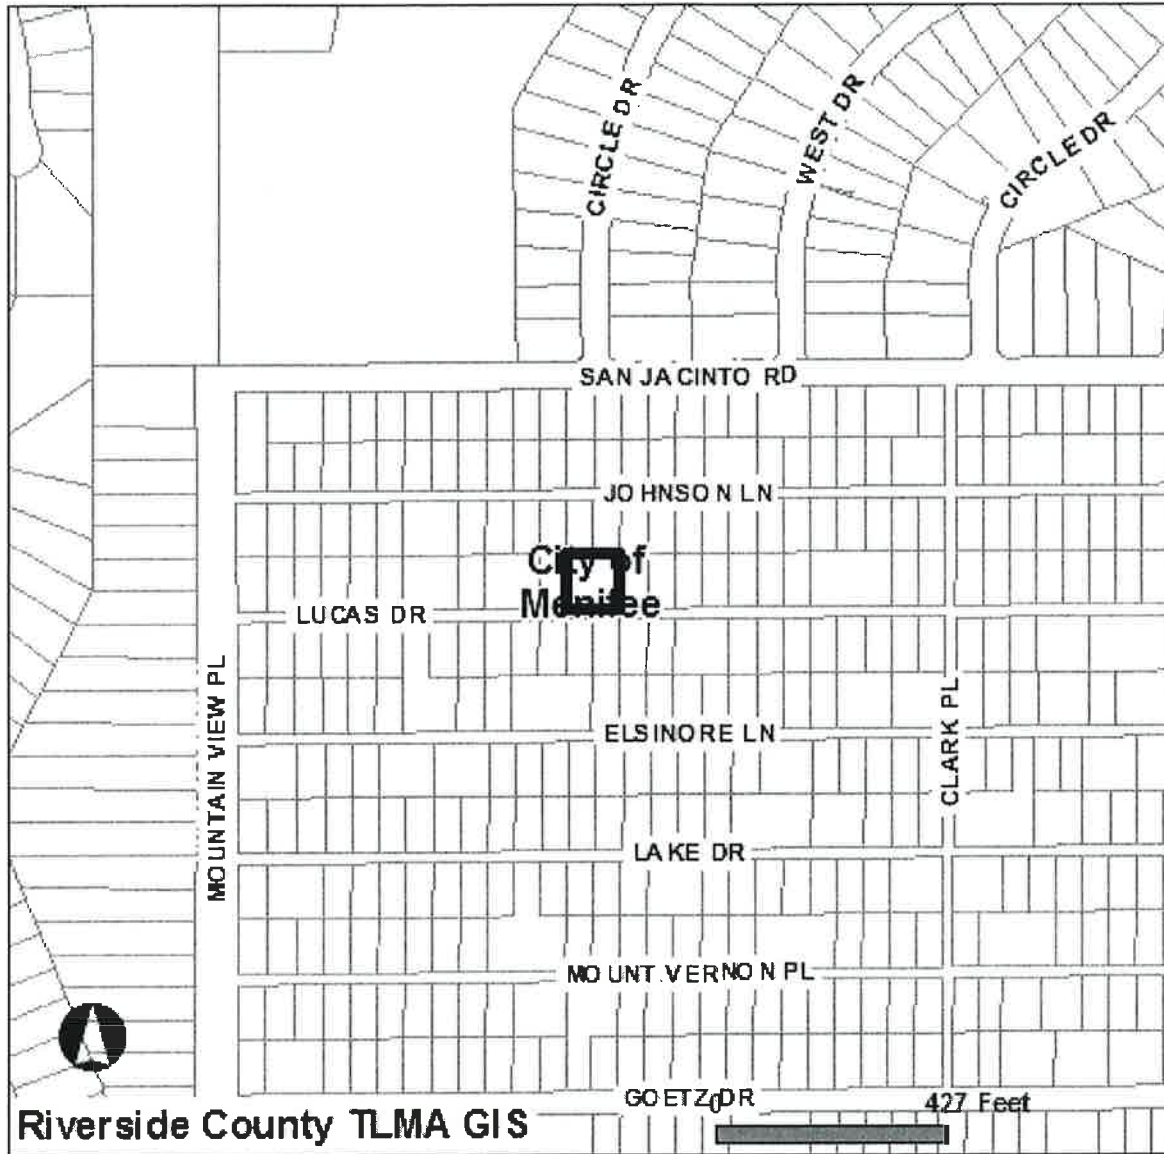 CIRCLE DR
WEST DR
CIRCLE DR
SAN JACINTO RD
JOHNSON LN
City of
Menifee
LUCAS DR
MOUNTAIN VIEW PL
ELSINORE LN
CLARK PL
LAKE DR
MOUNT VERNON PL
GOETZ DR
0
427 Feet
Riverside County TLMA GIS